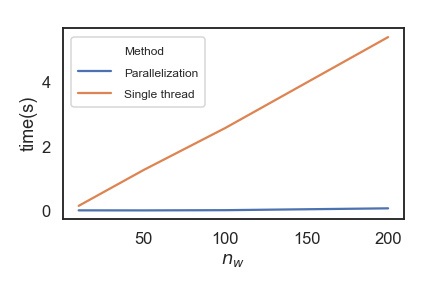 Method
Parallelization
Single thread
time(s)
4
2
0
50 100 150 200
n_w